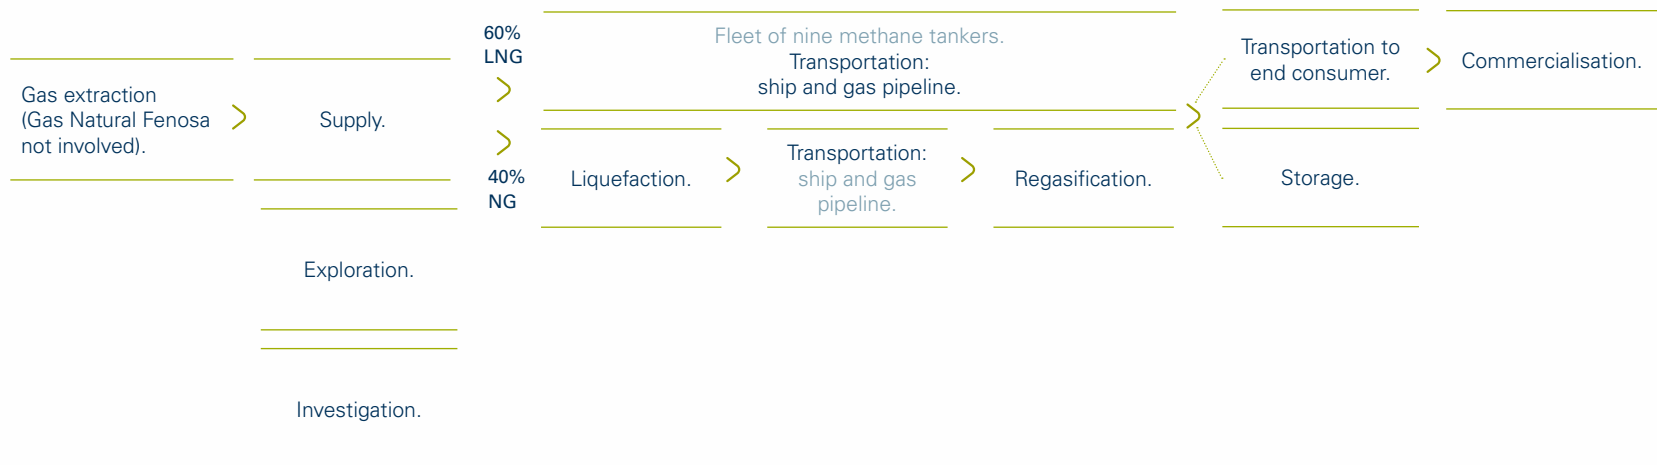 Gas extraction
(Gas Natural Fenosa
not involved).
Supply.
Exploration.
Investigation.
60%
LNG
40%
NG
Fleet of nine methane tankers.
Transportation:
ship and gas pipeline.
Liquefaction.
Transportation:
ship and gas
pipeline.
Regasification.
Transportation to
end consumer.
Storage.
Commercialisation.